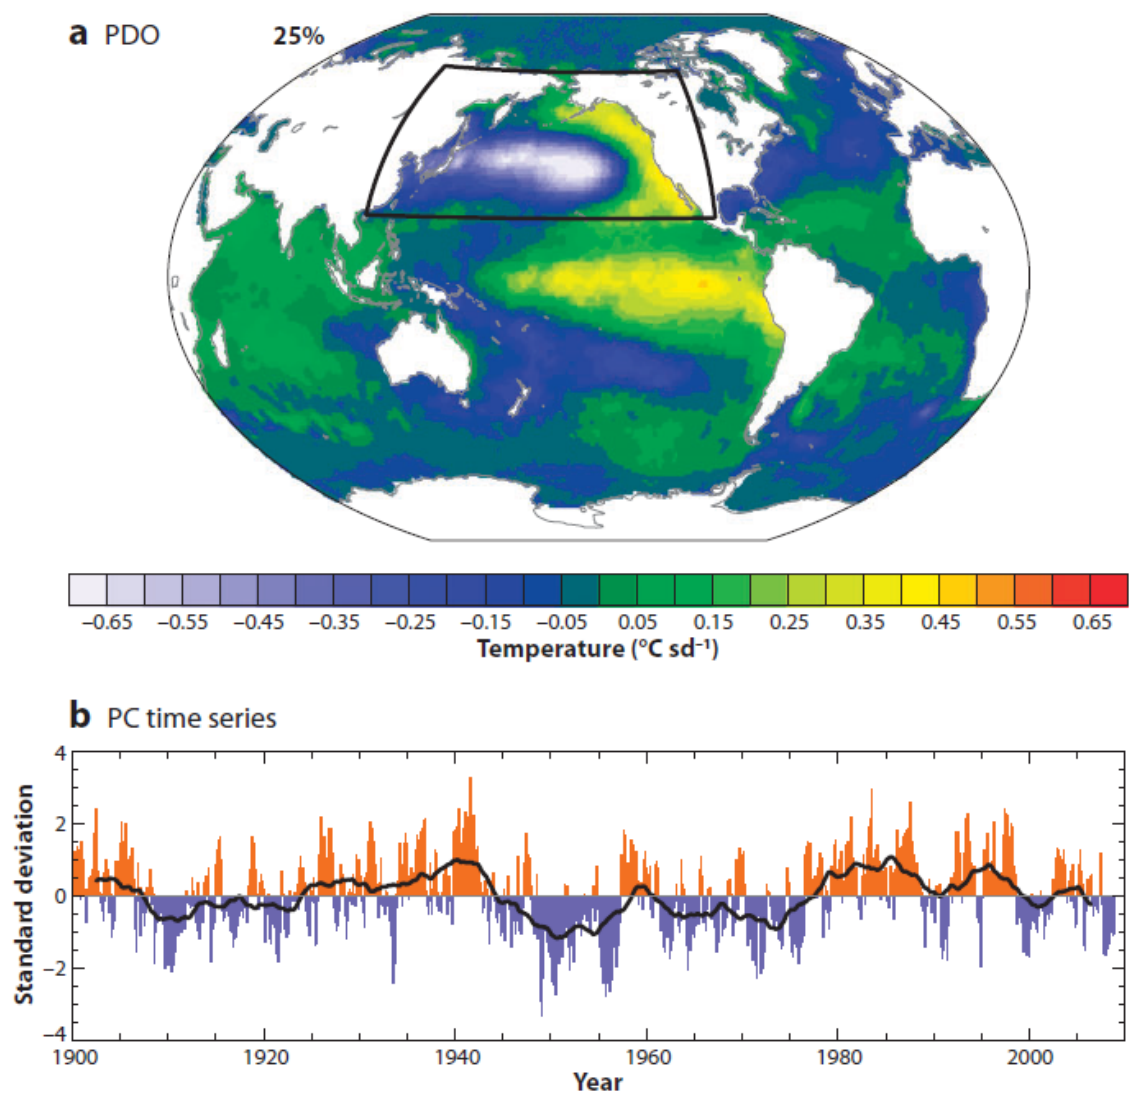 a PDO
25%
−0.65 −0.55 −0.45 −0.35 −0.25 −0.15 −0.05 0.05 0.15 0.25 0.35 0.45 0.55 0.65
Temperature (°C sd⁻¹)
b PC time series
Standard deviation
4
2
0
−2
−4
1900 1920 1940 1960 1980 2000
Year